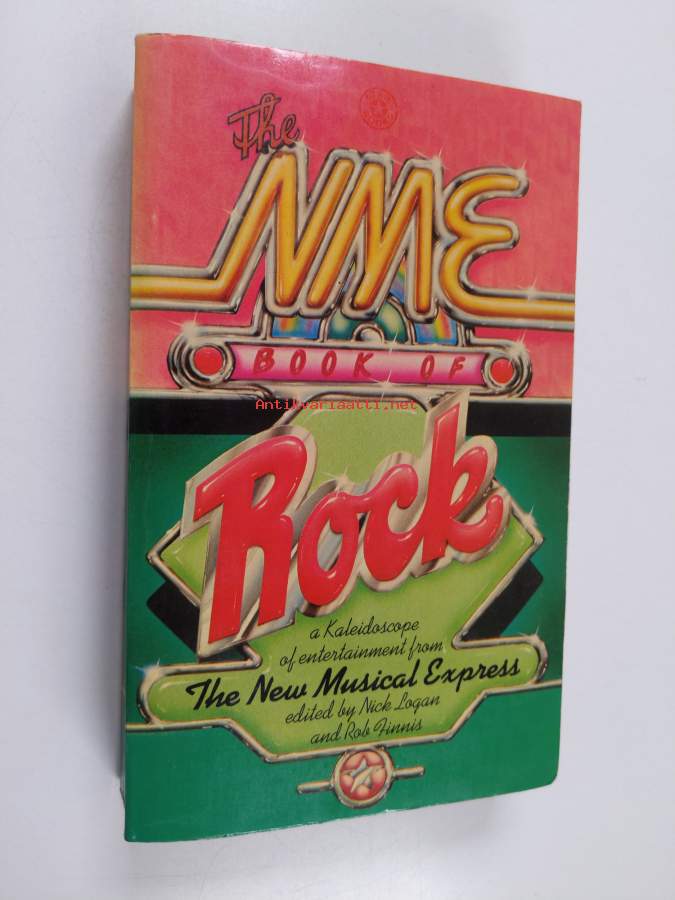 The
NME
BOOK OF
Antikvariaatti.net
Rock
a Kaleidoscope
of entertainment from
The New Musical Express
edited by Nick Logan
and Rob Finnis